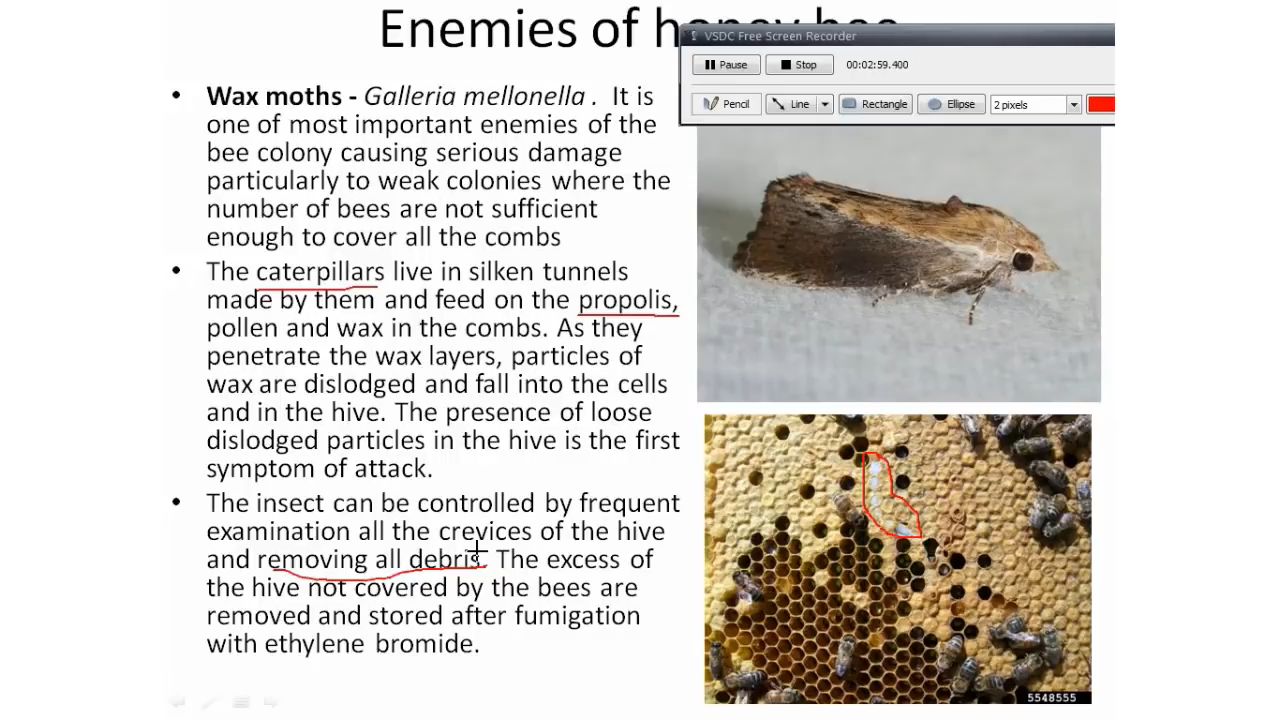 Enemies of honey bee
VSDC Free Screen Recorder
Pause
Stop
00:02:59.400
Pencil
Line
Rectangle
Ellipse
2 pixels
• Wax moths - Galleria mellonella . It is
one of most important enemies of the
bee colony causing serious damage
particularly to weak colonies where the
number of bees are not sufficient
enough to cover all the combs
• The caterpillars live in silken tunnels
made by them and feed on the propolis,
pollen and wax in the combs. As they
penetrate the wax layers, particles of
wax are dislodged and fall into the cells
and in the hive. The presence of loose
dislodged particles in the hive is the first
symptom of attack.
• The insect can be controlled by frequent
examination all the crevices of the hive
and removing all debris. The excess of
the hive not covered by the bees are
removed and stored after fumigation
with ethylene bromide.
5548555